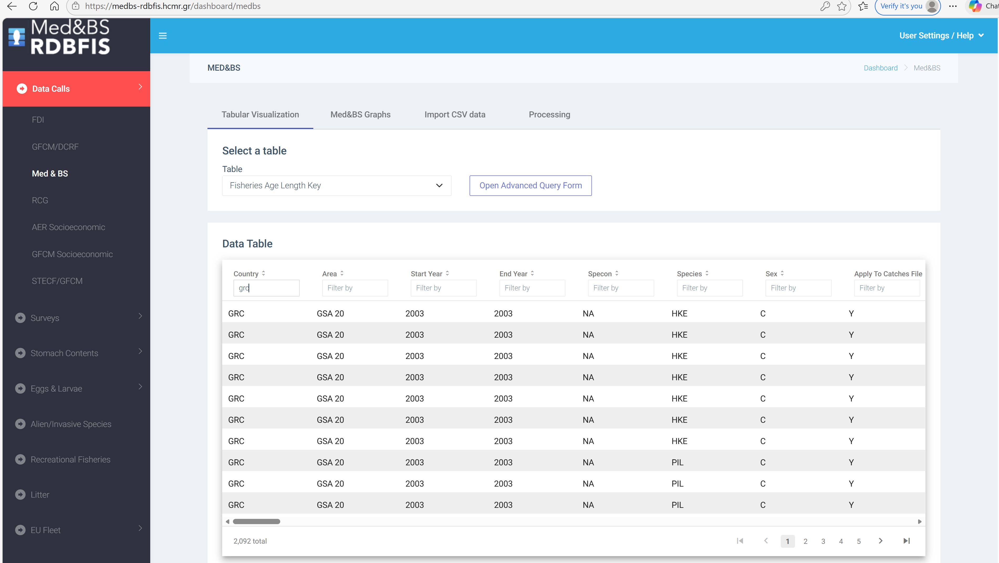 https://medbs-rdbfis.hcmr.gr/dashboard/medbs
Verify it's you
Med&BS
RDBFIS
User Settings / Help
Data Calls
FDI
GFCM/DCRF
Med & BS
RCG
AER Socioeconomic
GFCM Socioeconomic
STECF/GFCM
Surveys
Stomach Contents
Eggs & Larvae
Alien/Invasive Species
Recreational Fisheries
Litter
EU Fleet
MED&BS
Dashboard Med&BS
Tabular Visualization Med&BS Graphs Import CSV data Processing
Select a table
Table
Fisheries Age Length Key Open Advanced Query Form
Data Table
Country Area Start Year End Year Specon Species Sex Apply To Catches File
grc Filter by Filter by Filter by Filter by Filter by Filter by Filter by
GRC GSA 20 2003 2003 NA HKE C Y
GRC GSA 20 2003 2003 NA HKE C Y
GRC GSA 20 2003 2003 NA HKE C Y
GRC GSA 20 2003 2003 NA HKE C Y
GRC GSA 20 2003 2003 NA HKE C Y
GRC GSA 20 2003 2003 NA HKE C Y
GRC GSA 20 2003 2003 NA HKE C Y
GRC GSA 20 2003 2003 NA PIL C Y
GRC GSA 20 2003 2003 NA PIL C Y
GRC GSA 20 2003 2003 NA PIL C Y
2,092 total 1 2 3 4 5